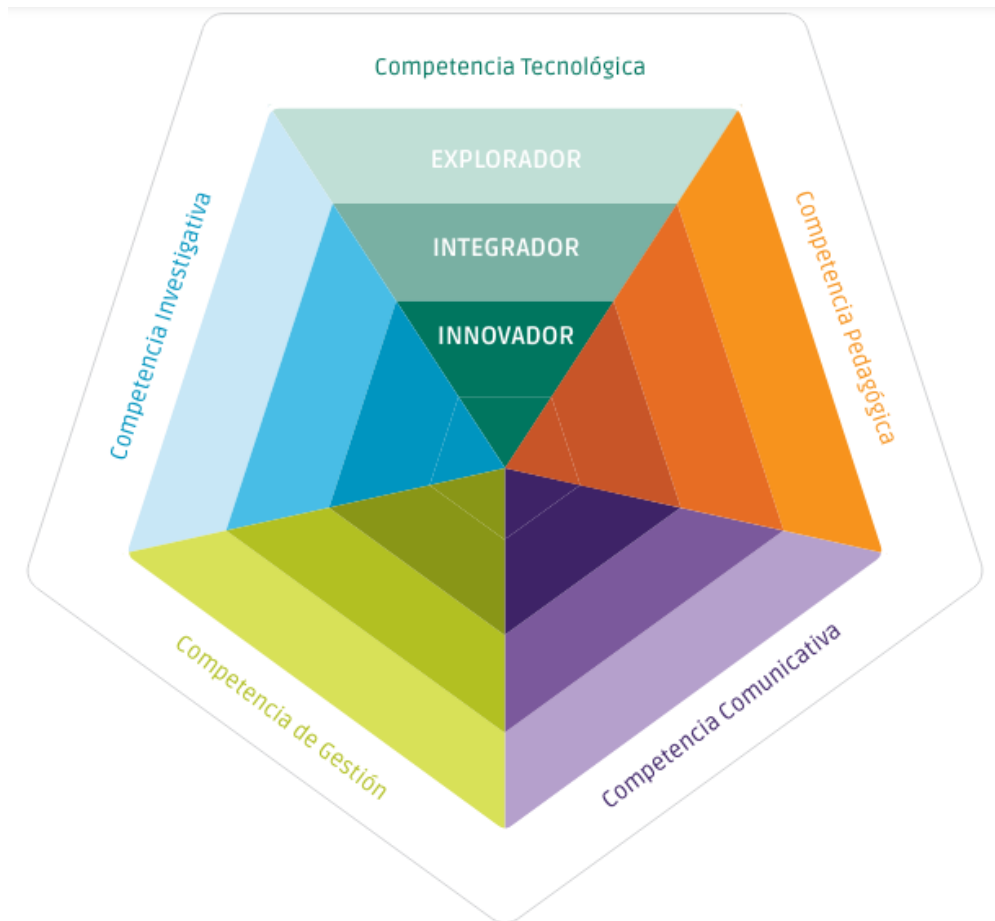 Competencia Tecnológica
EXPLORADOR
INTEGRADOR
INNOVADOR
Competencia Pedagógica
Competencia Comunicativa
Competencia de Gestión
Competencia Investigativa